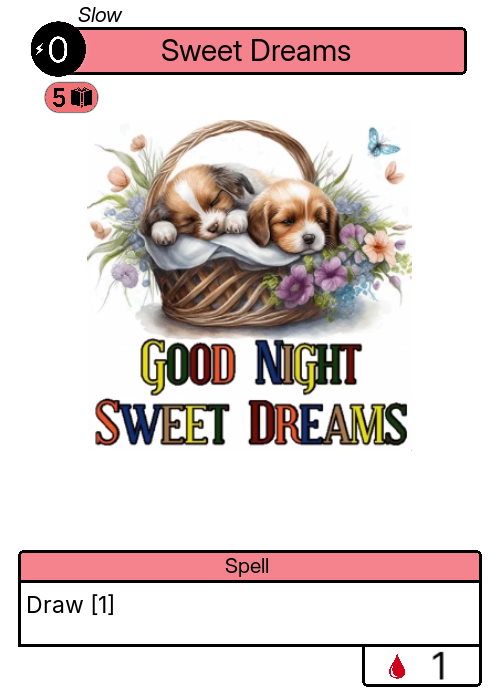 Slow
0
Sweet Dreams
5
GOOD NIGHT
SWEET DREAMS
Spell
Draw [1]
1